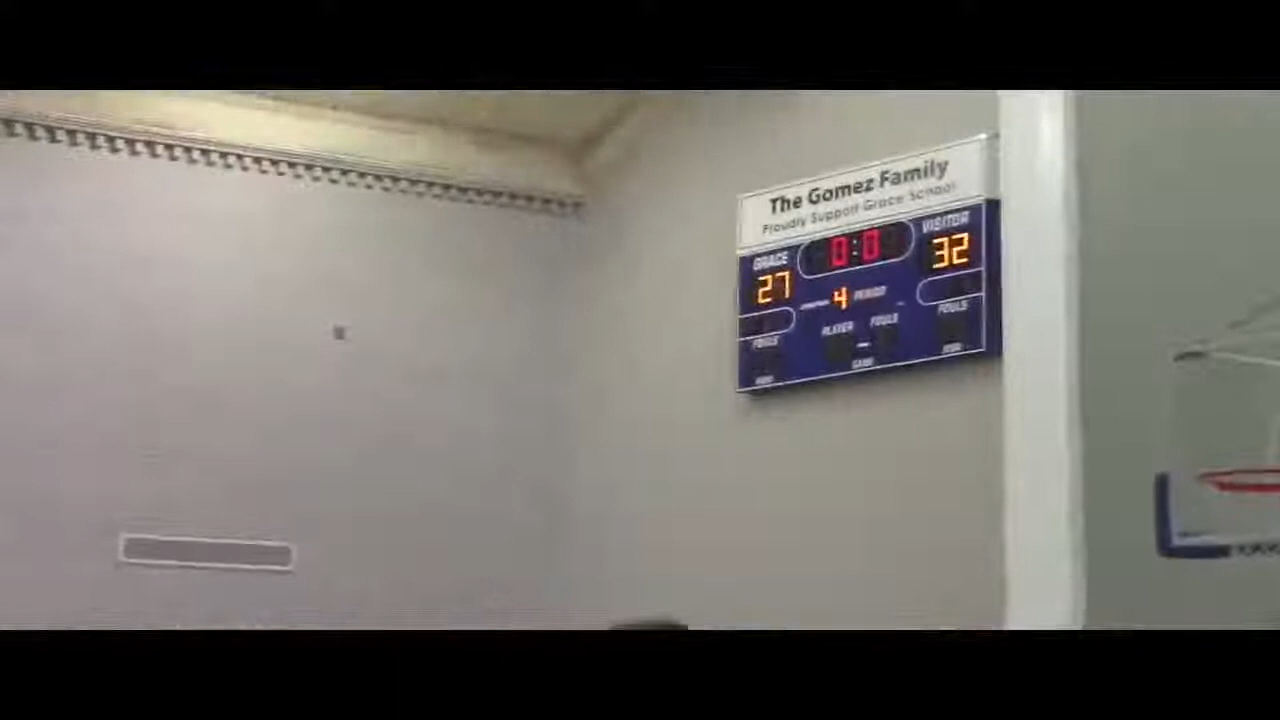 The Gomez Family
Proudly Support Grace School
GRACE 0:0 VISITOR
27 32
4 PERIOD
FOULS PLAYER FOULS FOULS
GAME